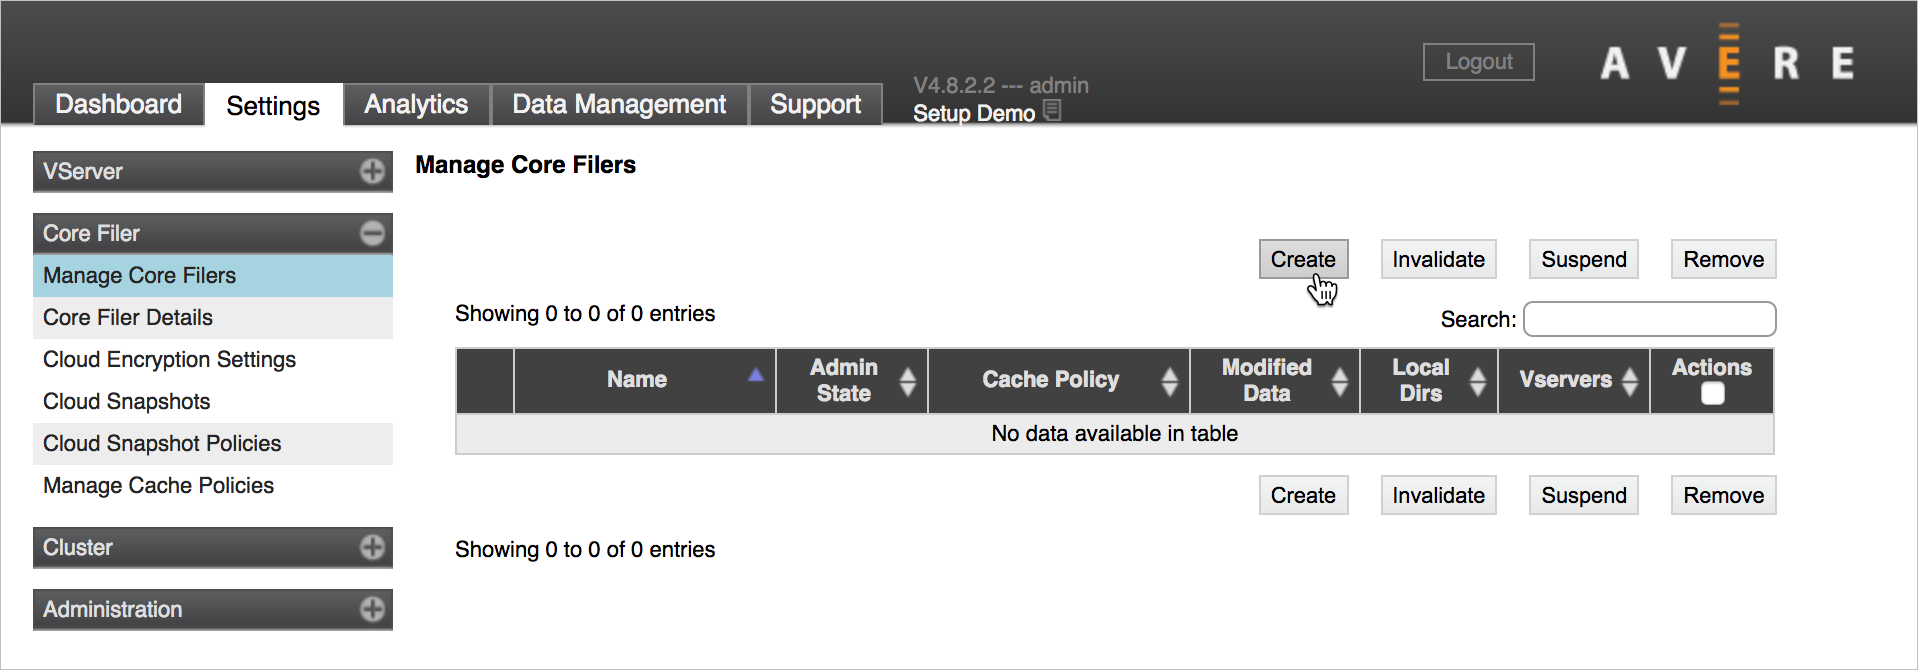 Logout
AVERE
Dashboard Settings Analytics Data Management Support
V4.8.2.2 --- admin
Setup Demo
VServer
Core Filer
Manage Core Filers
Core Filer Details
Cloud Encryption Settings
Cloud Snapshots
Cloud Snapshot Policies
Manage Cache Policies
Cluster
Administration
Manage Core Filers
Create Invalidate Suspend Remove
Showing 0 to 0 of 0 entries
Search:
Name Admin State Cache Policy Modified Data Local Dirs Vservers Actions
No data available in table
Create Invalidate Suspend Remove
Showing 0 to 0 of 0 entries